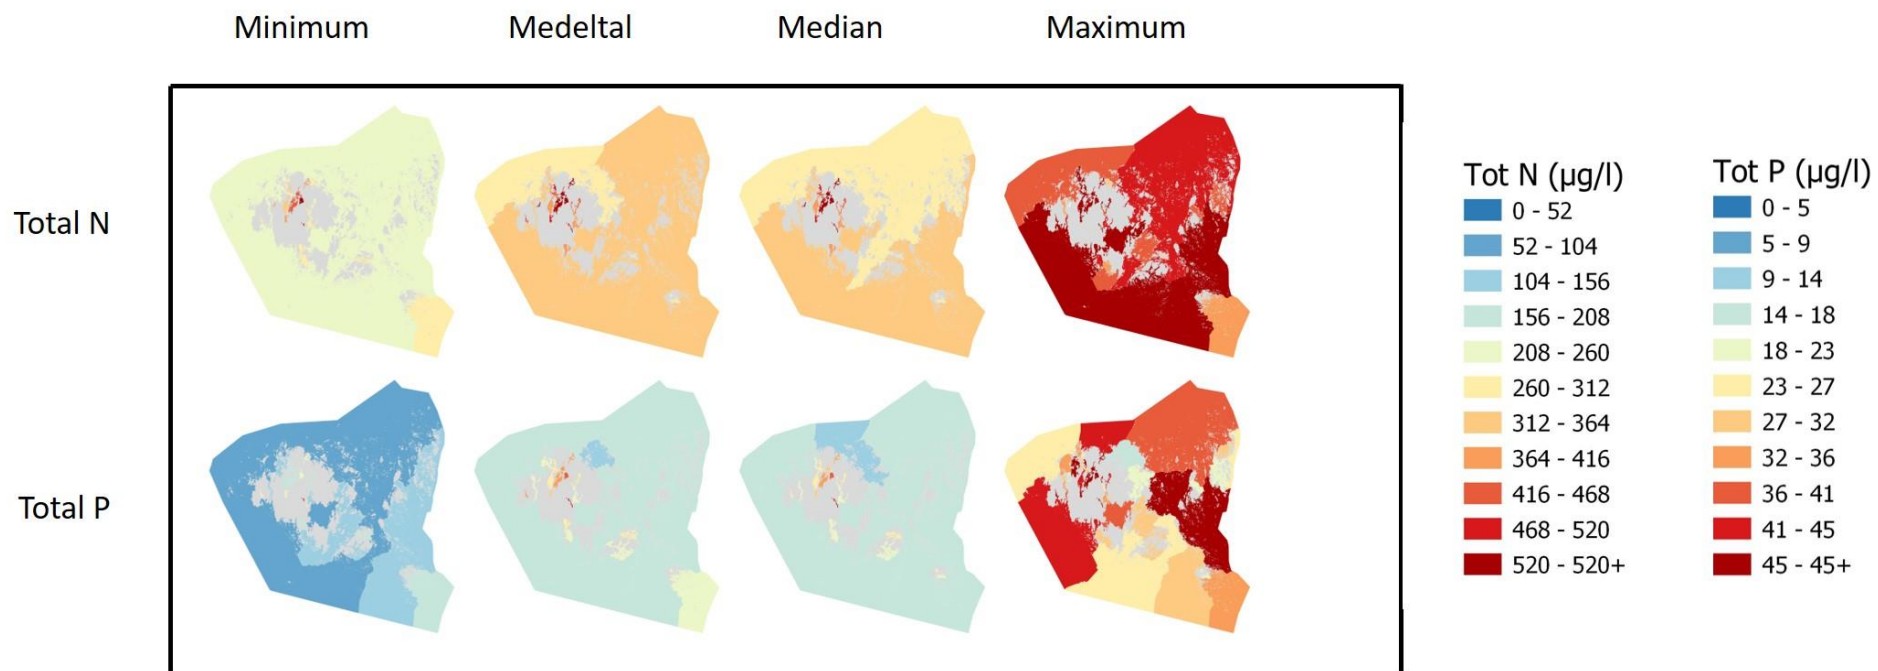 Minimum
Medeltal
Median
Maximum
Total N
Total P
Tot N (µg/l)
0 - 52
52 - 104
104 - 156
156 - 208
208 - 260
260 - 312
312 - 364
364 - 416
416 - 468
468 - 520
520 - 520+
Tot P (µg/l)
0 - 5
5 - 9
9 - 14
14 - 18
18 - 23
23 - 27
27 - 32
32 - 36
36 - 41
41 - 45
45 - 45+